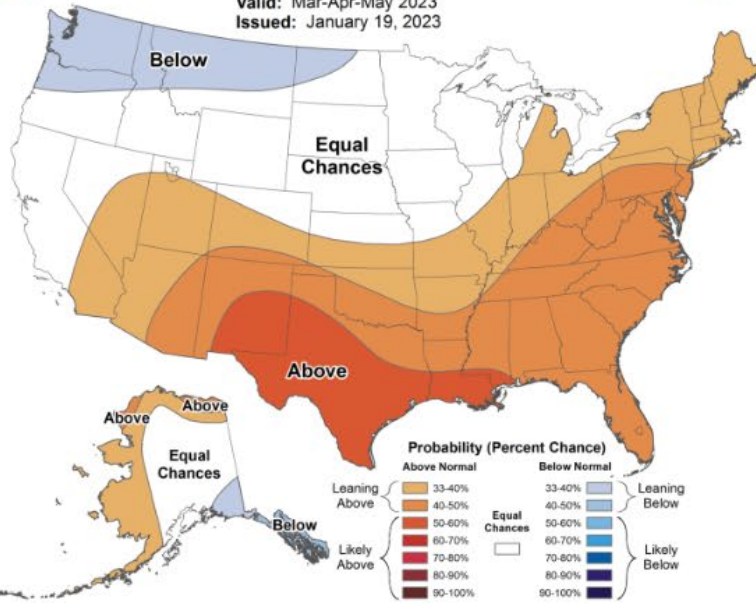 Valid: Mar-Apr-May 2023
Issued: January 19, 2023
Below
Equal
Chances
Above
Above
Above
Equal
Chances
Below
Probability (Percent Chance)
Above Normal
Below Normal
Leaning
Above
33-40%
40-50%
Likely
Above
50-60%
60-70%
70-80%
80-90%
90-100%
Equal
Chances
33-40%
40-50%
Leaning
Below
50-60%
60-70%
70-80%
80-90%
90-100%
Likely
Below